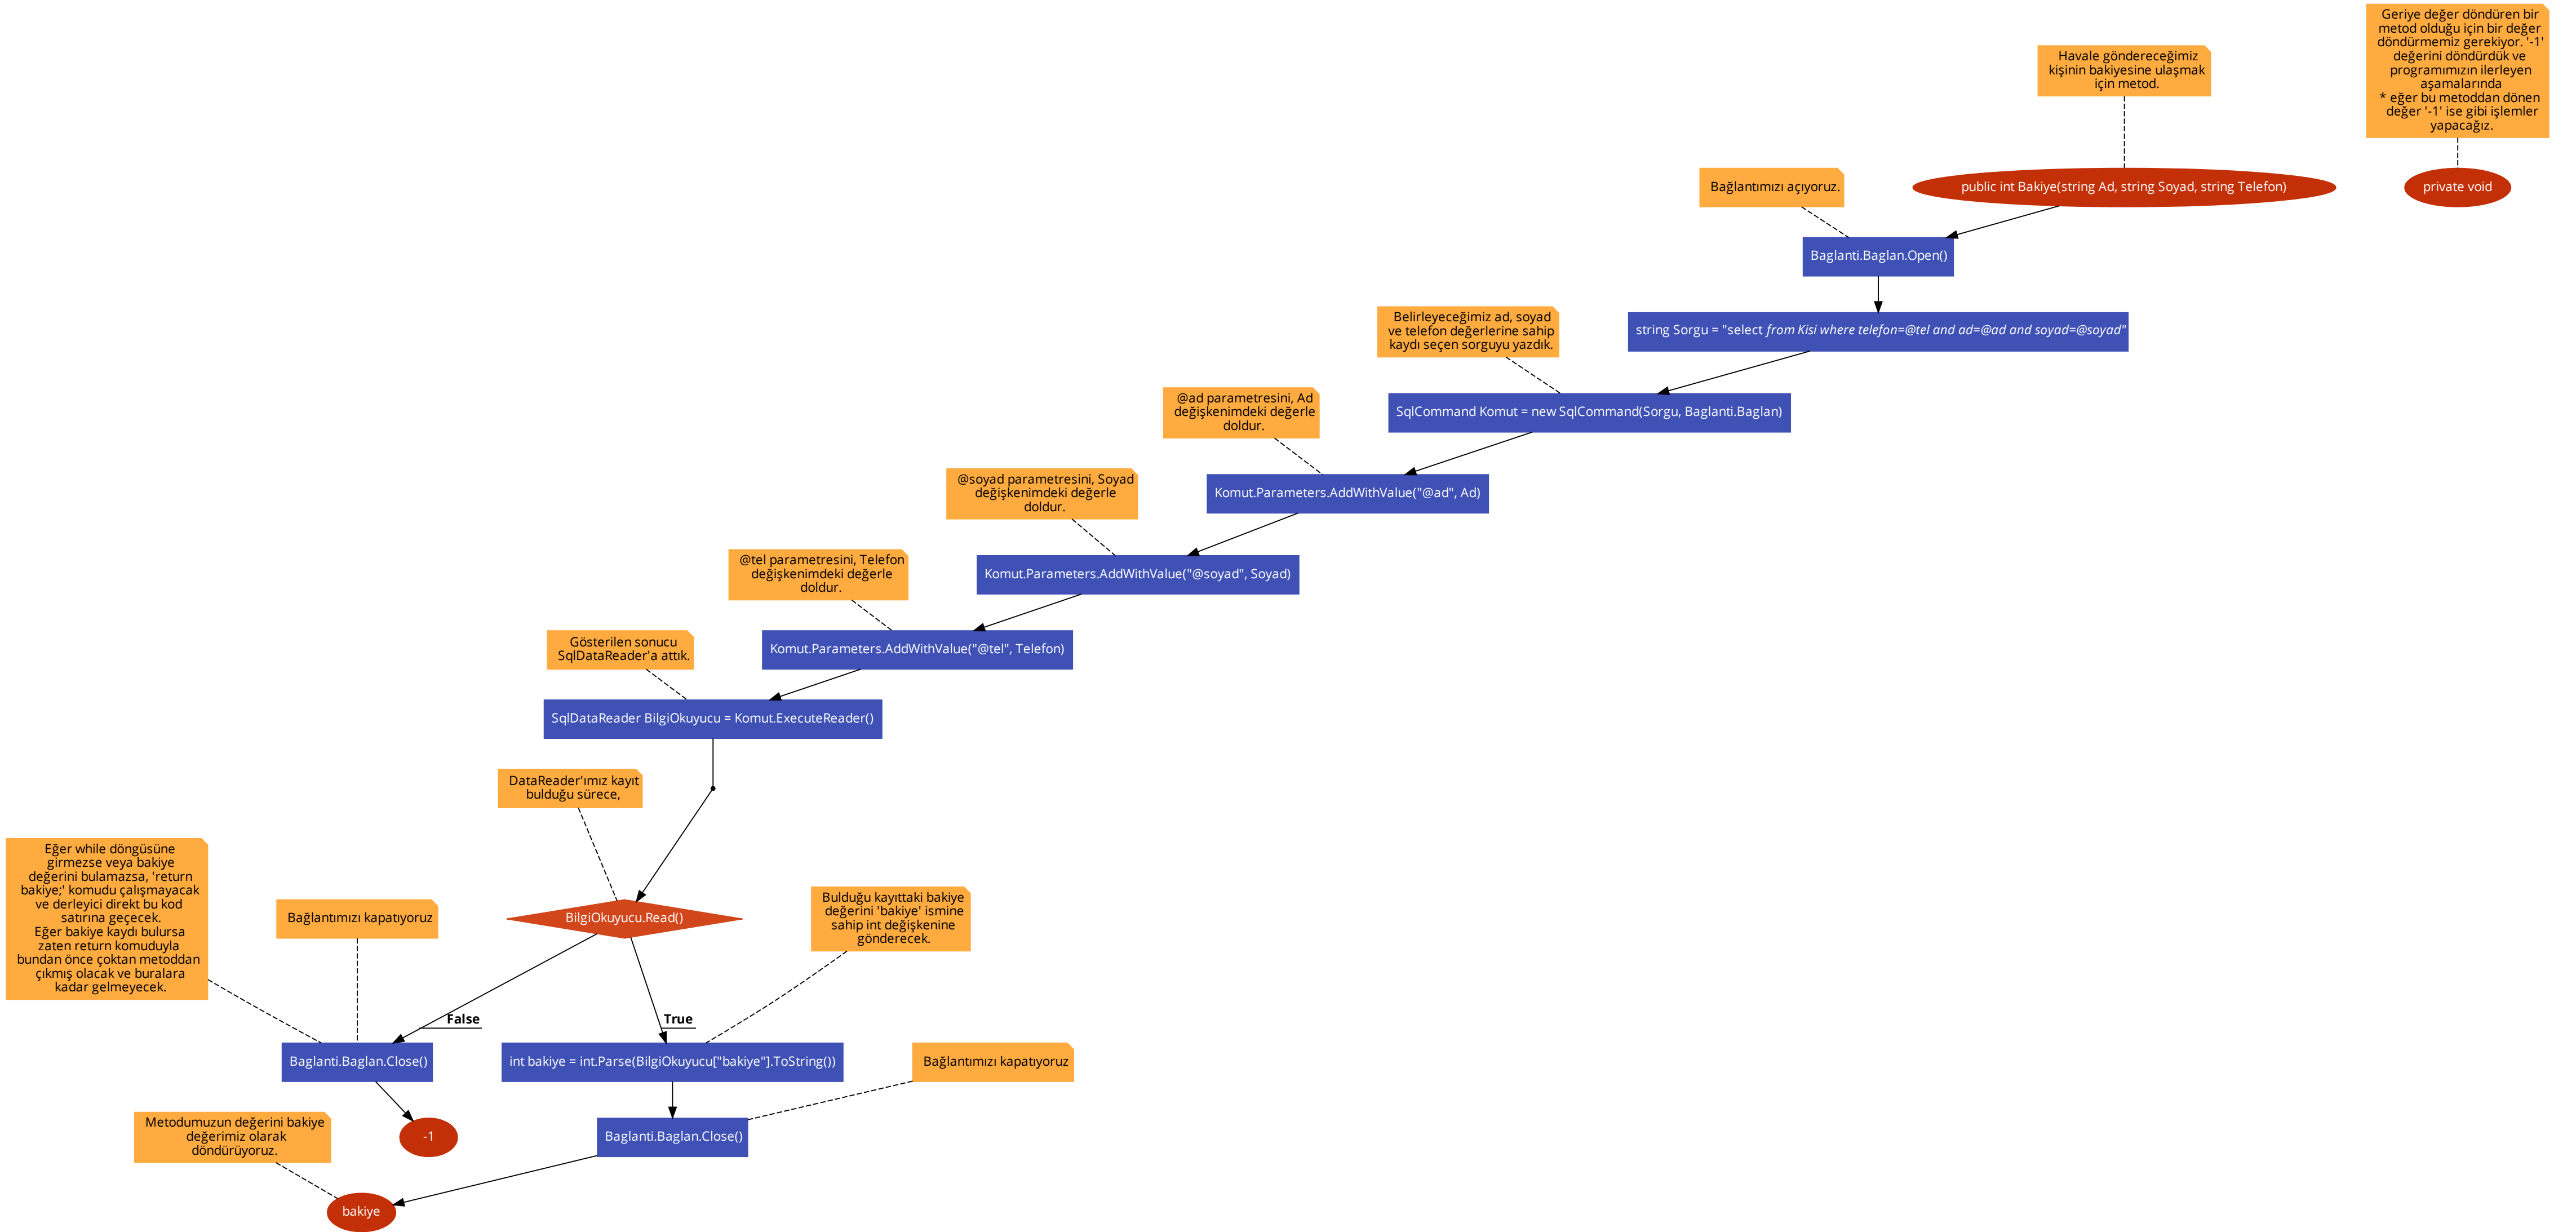 Geriye değer döndüren bir
metod olduğu için bir değer
döndürmemiz gerekiyor. '-1'
değerini döndürdük ve
programımızın ilerleyen
aşamalarında
* eğer bu metoddan dönen
değer '-1' ise gibi işlemler
yapacağız.
Havale göndereceğimiz
kişinin bakiyesine ulaşmak
için metod.
Bağlantımızı açıyoruz.
public int Bakiye(string Ad, string Soyad, string Telefon)
private void
Baglanti.Baglan.Open()
string Sorgu = "select from Kisi where telefon=@tel and ad=@ad and soyad=@soyad"
Belirleyeceğimiz ad, soyad
ve telefon değerlerine sahip
kaydı seçen sorguyu yazdık.
SqlCommand Komut = new SqlCommand(Sorgu, Baglanti.Baglan)
@ad parametresini, Ad
değişkenimdeki değerle
doldur.
Komut.Parameters.AddWithValue("@ad", Ad)
@soyad parametresini, Soyad
değişkenimdeki değerle
doldur.
Komut.Parameters.AddWithValue("@soyad", Soyad)
@tel parametresini, Telefon
değişkenimdeki değerle
doldur.
Komut.Parameters.AddWithValue("@tel", Telefon)
Gösterilen sonucu
SqlDataReader'a attık.
SqlDataReader BilgiOkuyucu = Komut.ExecuteReader()
DataReader'ımız kayıt
bulduğu sürece,
BilgiOkuyucu.Read()
Eğer while döngüsüne
girmezse veya bakiye
değerini bulamazsa, 'return
bakiye;' komudu çalışmayacak
ve derleyici direkt bu kod
satırına geçecek.
Eğer bakiye kaydı bulursa
zaten return komuduyla
bundan önce çoktan metoddan
çıkmış olacak ve buralara
kadar gelmeyecek.
Bağlantımızı kapatıyoruz
Bulduğu kayıttaki bakiye
değerini 'bakiye' ismine
sahip int değişkenine
gönderecek.
False
True
Baglanti.Baglan.Close()
int bakiye = int.Parse(BilgiOkuyucu["bakiye"].ToString())
Bağlantımızı kapatıyoruz
Metodumuzun değerini bakiye
değerimiz olarak
döndürüyoruz.
-1
Baglanti.Baglan.Close()
bakiye